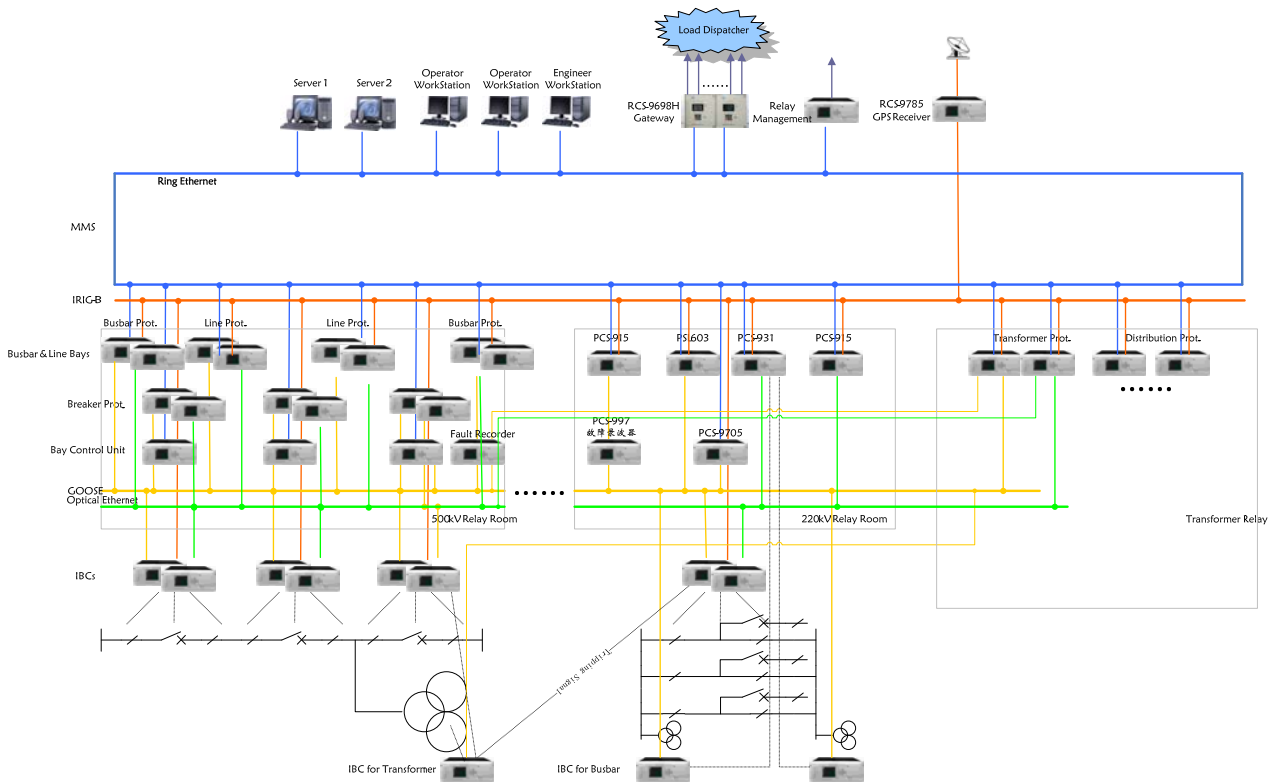 Load Dispatcher
Server 1
Server 2
Operator
WorkStation
Operator
WorkStation
Engineer
WorkStation
RCS-9698H
Gateway
Relay
Management
RCS-9785
GPS Receiver
Ring Ethernet
MMS
IRIG-B
Busbar Prot.
Line Prot.
Line Prot.
Busbar Prot.
PCS-915
PSL603
PCS-931
PCS-915
Transformer Prot.
Distribution Prot.
Busbar & Line Bays
Breaker Prot.
PCS-997
故障录波器
PCS-9705
Bay Control Unit
Fault Recorder
GOOSE
Optical Ethernet
500kV Relay Room
220kV Relay Room
Transformer Relay
IBCs
Tripping Signal
IBC for Transformer
IBC for Busbar